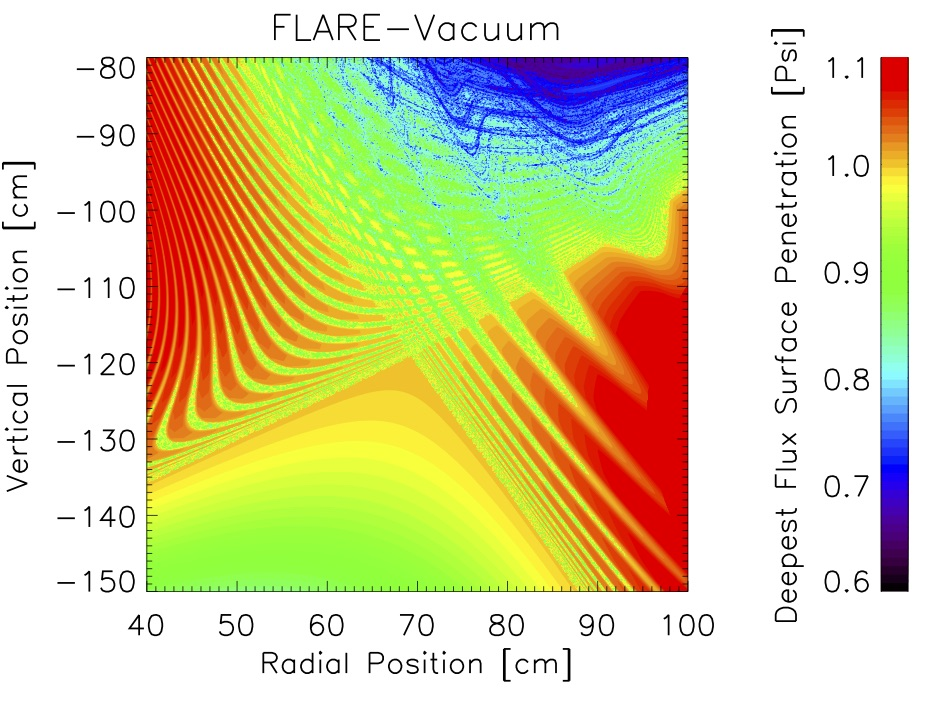 FLARE-Vacuum
-80
-90
-100
-110
-120
-130
-140
-150
Vertical Position [cm]
40 50 60 70 80 90 100
Radial Position [cm]
1.1
1.0
0.9
0.8
0.7
0.6
Deepest Flux Surface Penetration [Psi]